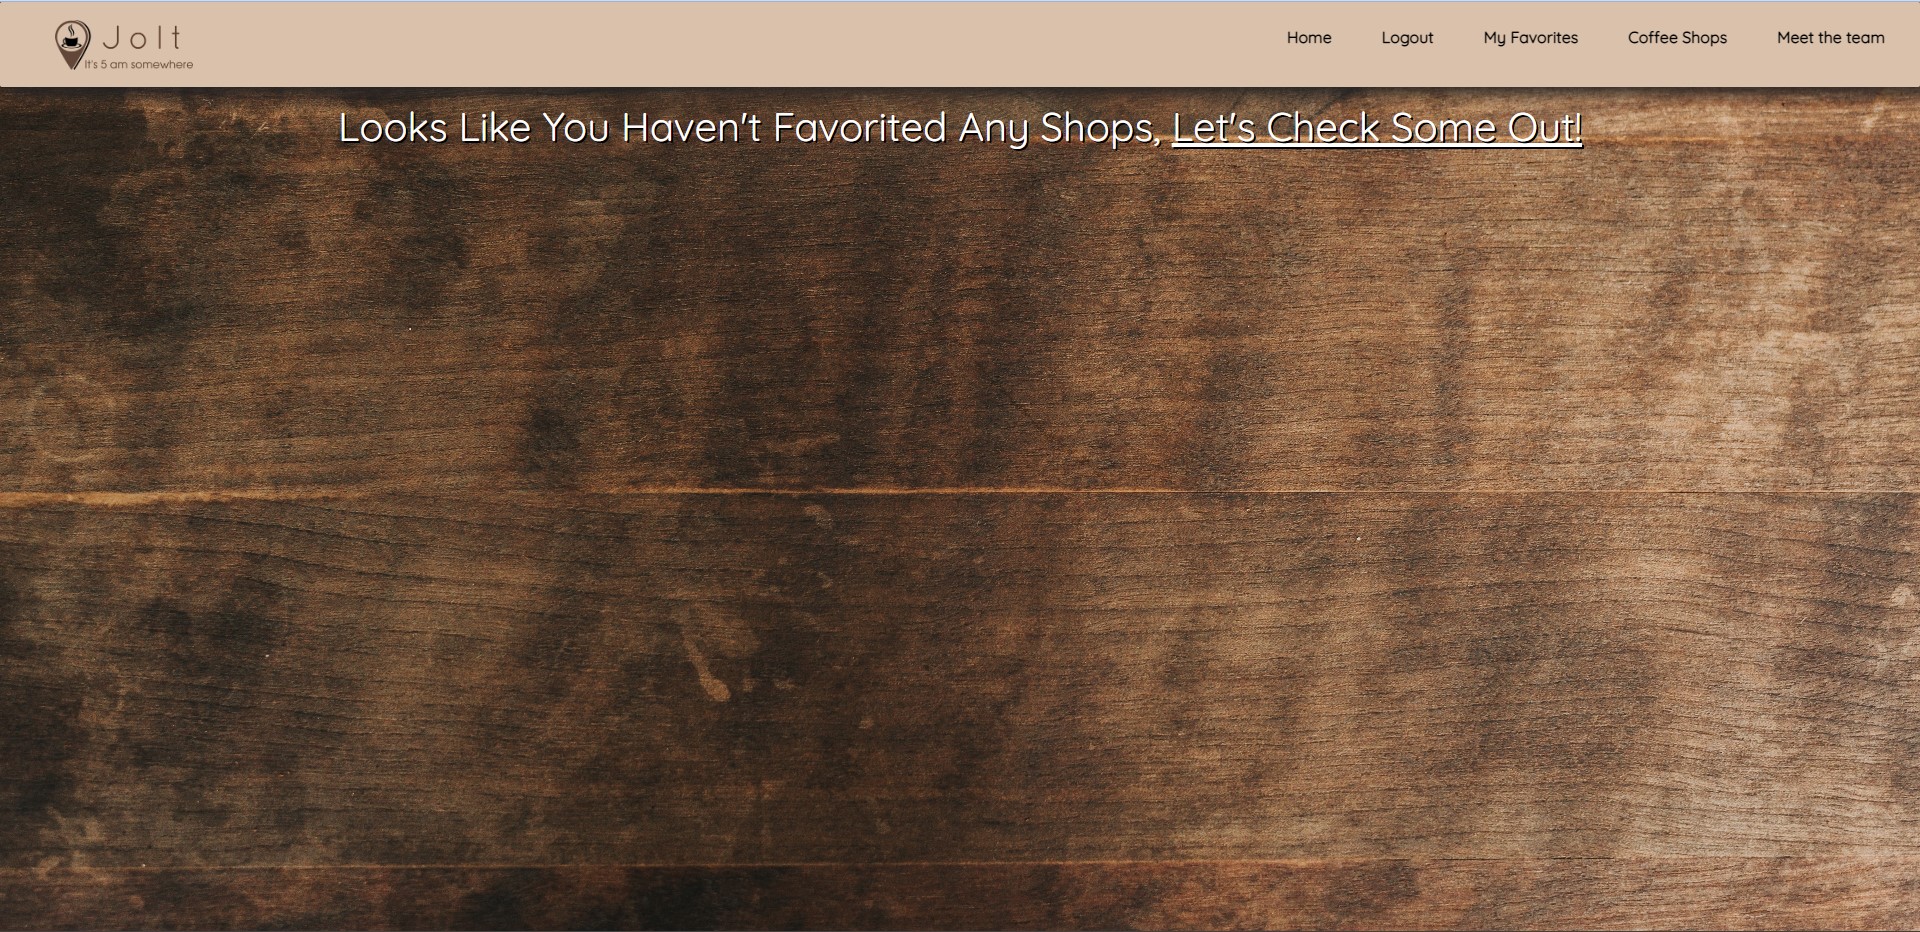 Jolt
It's 5 am somewhere
Home
Logout
My Favorites
Coffee Shops
Meet the team
Looks Like You Haven't Favorited Any Shops, Let's Check Some Out!